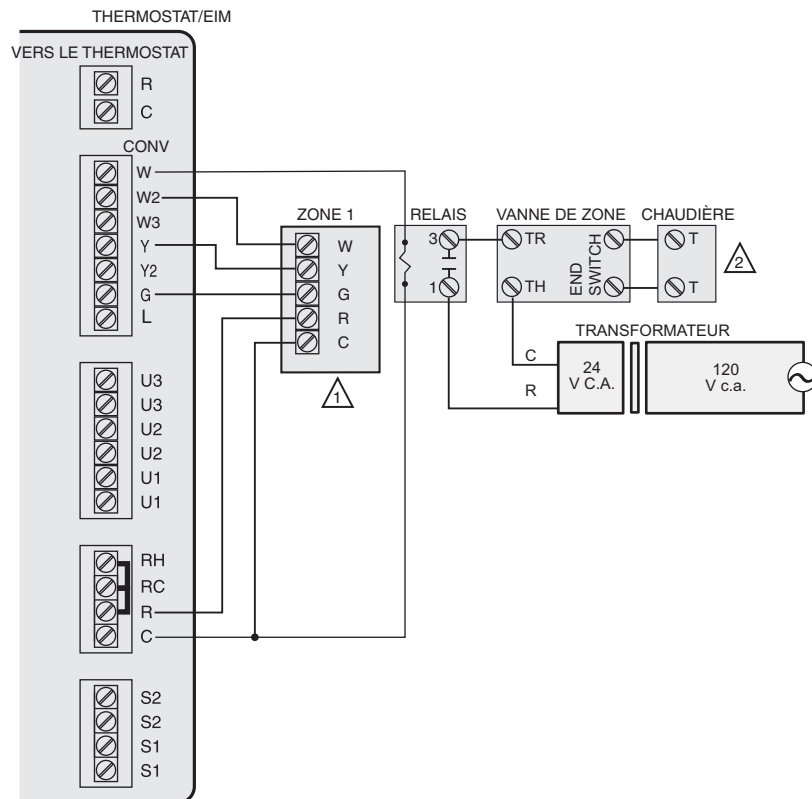 THERMOSTAT/EIM
VERS LE THERMOSTAT
R
C
CONV
W
W2
W3
Y
Y2
G
L
U3
U3
U2
U2
U1
U1
RH
RC
R
C
S2
S2
S1
S1
ZONE 1
W
Y
G
R
C
1
RELAIS
3
1
VANNE DE ZONE
TR
TH
END
SWITCH
CHAUDIÈRE
T
T
2
TRANSFORMATEUR
C
R
24
V C.A.
120
V c.a.